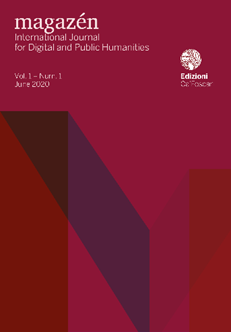 magazén
International Journal
for Digital and Public Humanities
Edizioni
Ca'Foscari
Vol. 1 – Num. 1
June 2020